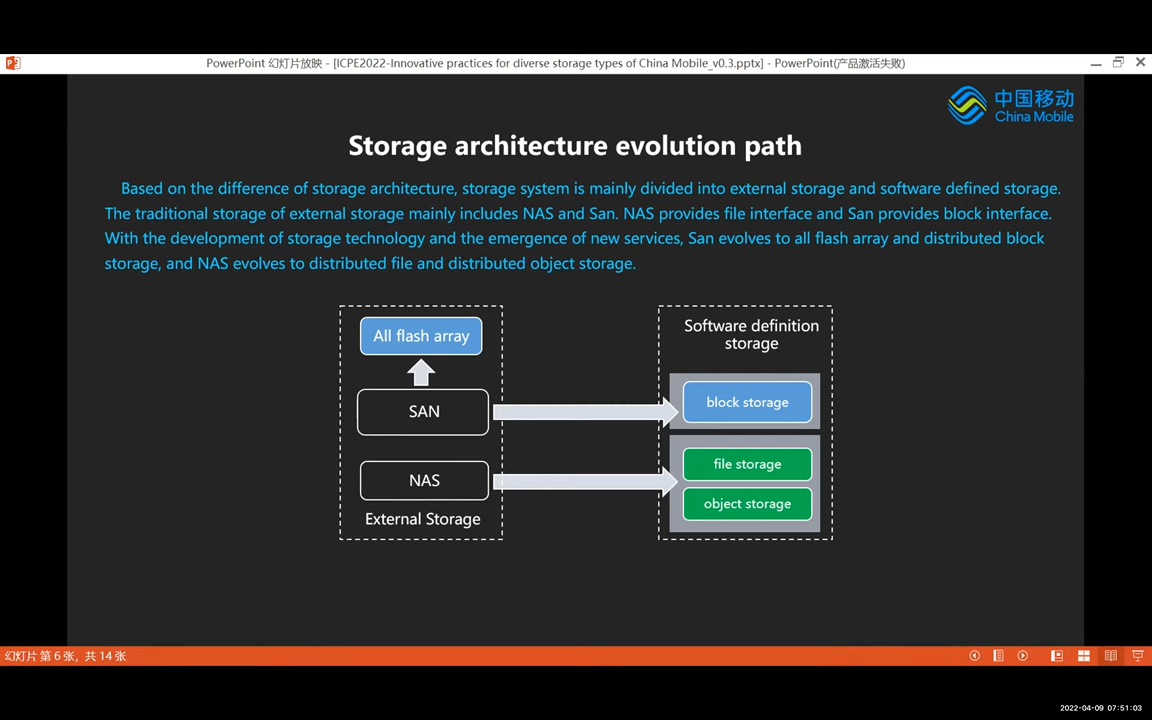 PowerPoint 幻灯片放映 - [ICPE2022-Innovative practices for diverse storage types of China Mobile_v0.3.pptx] - PowerPoint(产品激活失败)
中国移动
China Mobile
Storage architecture evolution path
Based on the difference of storage architecture, storage system is mainly divided into external storage and software defined storage.
The traditional storage of external storage mainly includes NAS and San. NAS provides file interface and San provides block interface.
With the development of storage technology and the emergence of new services, San evolves to all flash array and distributed block
storage, and NAS evolves to distributed file and distributed object storage.
All flash array
SAN
NAS
External Storage
Software definition
storage
block storage
file storage
object storage
幻灯片 第 6 张，共 14 张
2022-04-09 07:51:03